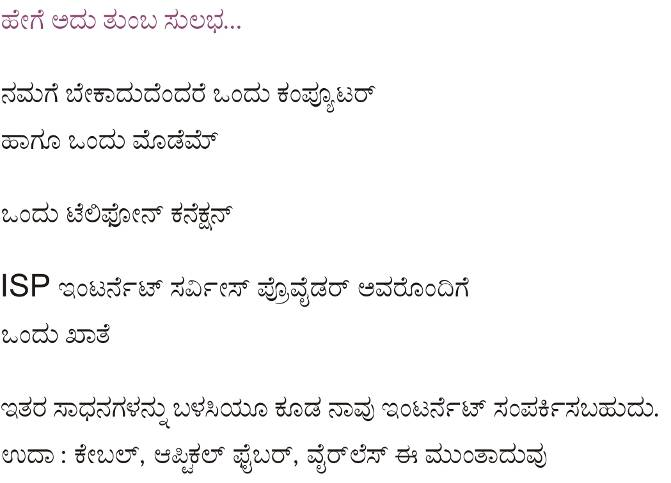 ಹೇಗೆ ಅದು ತುಂಬ ಸುಲಭ...
ನಮಗೆ ಬೇಕಾದುದೆಂದರೆ ಒಂದು ಕಂಪ್ಯೂಟರ್
ಹಾಗೂ ಒಂದು ಮೊಡೆಮ್
ಒಂದು ಟೆಲಿಫೋನ್ ಕನೆಕ್ಷನ್
ISP ಇಂಟರ್ನೆಟ್ ಸರ್ವೀಸ್ ಪ್ರೊವೈಡರ್ ಅವರೊಂದಿಗೆ
ಒಂದು ಖಾತೆ
ಇತರ ಸಾಧನಗಳನ್ನು ಬಳಸಿಯೂ ಕೂಡ ನಾವು ಇಂಟರ್ನೆಟ್ ಸಂಪರ್ಕಿಸಬಹುದು.
ಉದಾ : ಕೇಬಲ್, ಆಪ್ಟಿಕಲ್ ಫೈಬರ್, ವೈರ್‌ಲೆಸ್ ಈ ಮುಂತಾದುವು